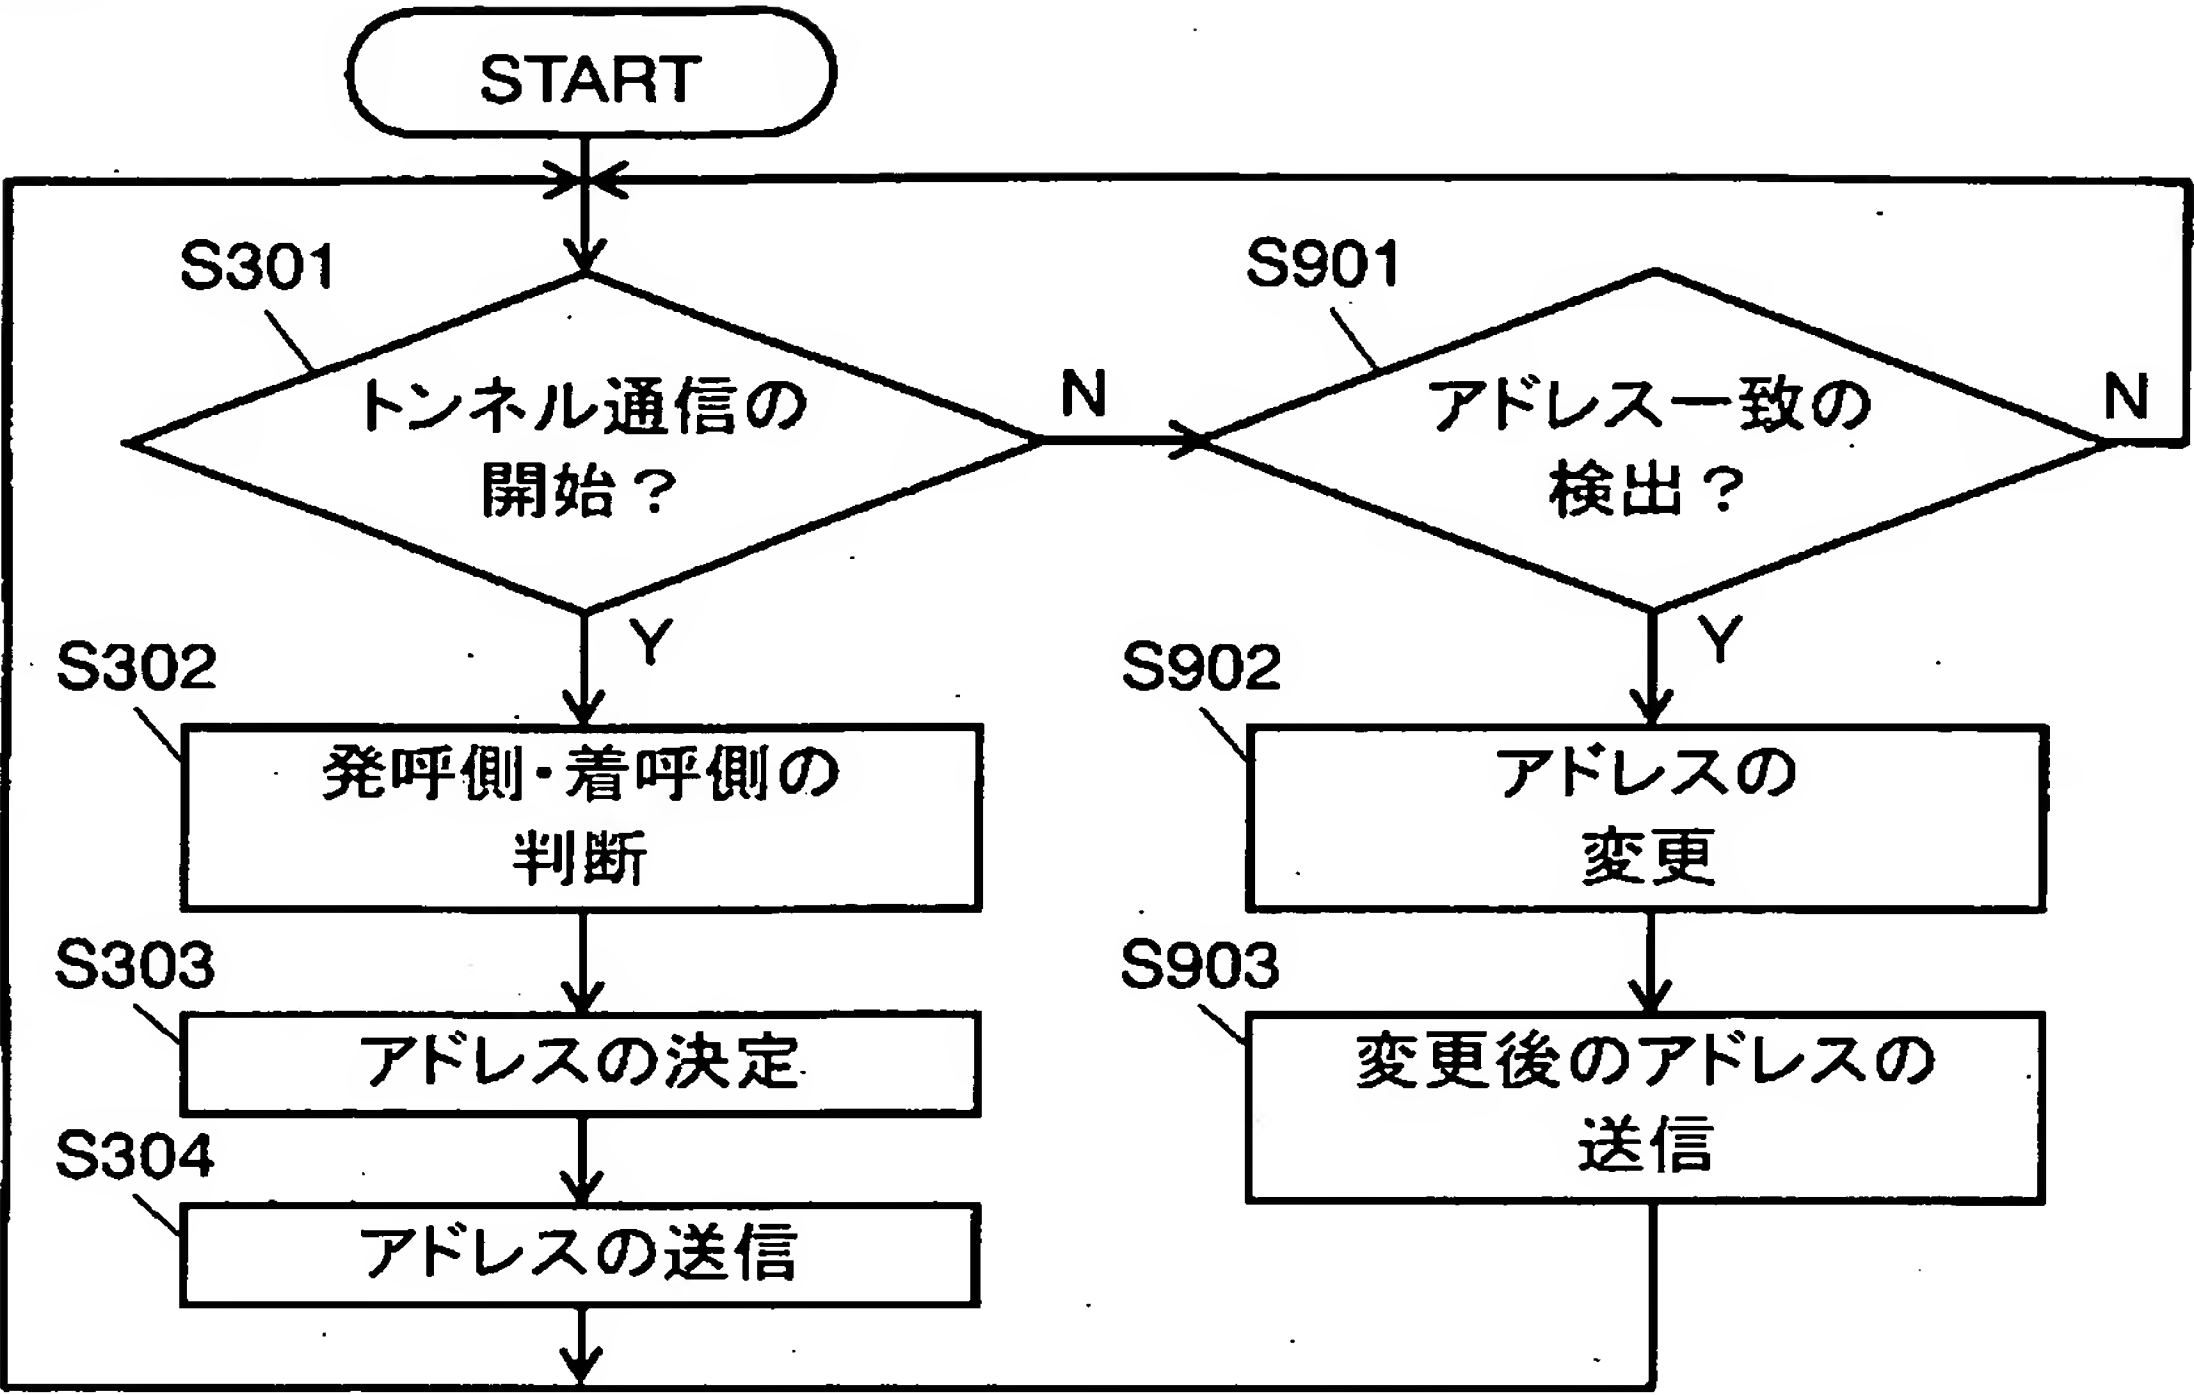 START
S301
トンネル通信の
開始？
N
Y
S901
アドレス一致の
検出？
N
Y
S302
発呼側・着呼側の
判断
S303
アドレスの決定
S304
アドレスの送信
S902
アドレスの
変更
S903
変更後のアドレスの
送信